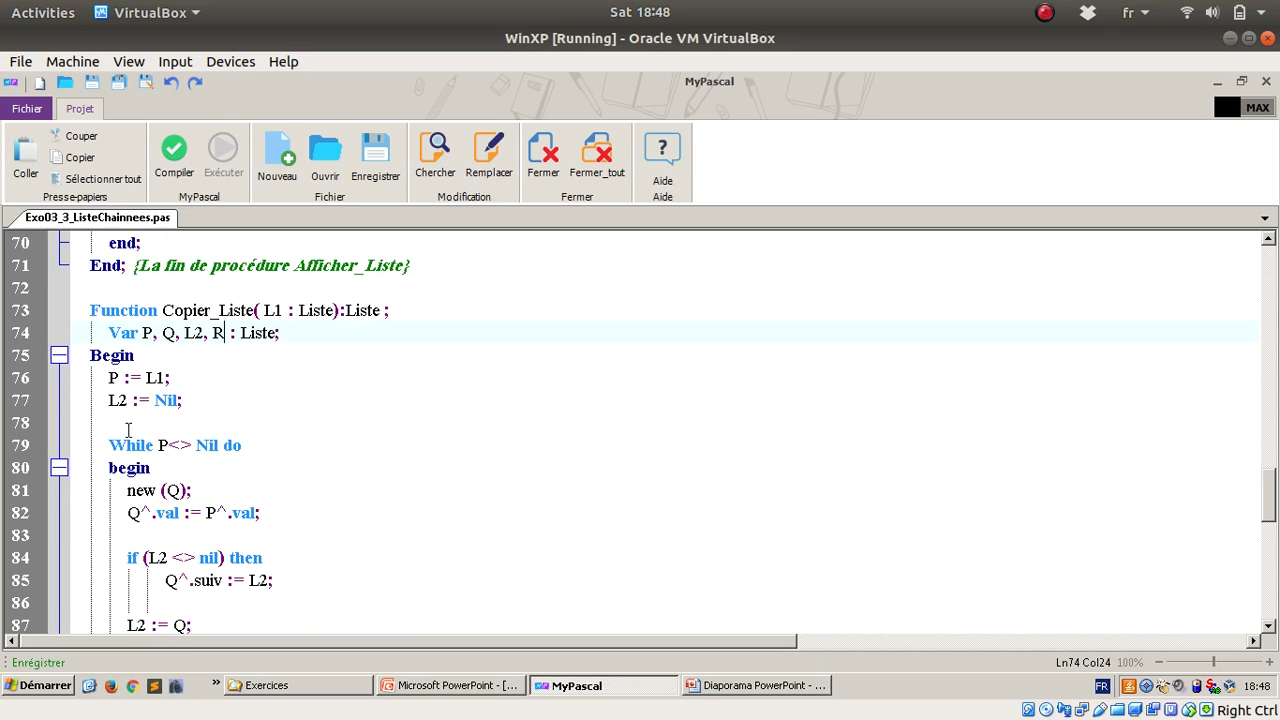 Activities VirtualBox Sat 18:48 fr
WinXP [Running] - Oracle VM VirtualBox
File Machine View Input Devices Help
MyPascal
Fichier Projet MAX
Couper
Copier
Sélectionner tout
Coller Compiler Exécuter Nouveau Ouvrir Enregistrer Chercher Remplacer Fermer Fermer_tout Aide
Presse-papiers MyPascal Fichier Modification Fermer Aide
Exo03_3_ListeChainnees.pas
70 end;
71 End; {La fin de procédure Afficher_Liste}
72
73 Function Copier_Liste( L1 : Liste):Liste ;
74 Var P, Q, L2, R : Liste;
75 Begin
76 P := L1;
77 L2 := Nil;
78
79 While P<> Nil do
80 begin
81 new (Q);
82 Q^.val := P^.val;
83
84 if (L2 <> nil) then
85 Q^.suiv := L2;
86
87 L2 := Q;
Enrégistrer Ln74 Col24 100%
Démarrer Exercices Microsoft PowerPoint - [... MyPascal Diaporama PowerPoint - ... FR 18:48
Right Ctrl